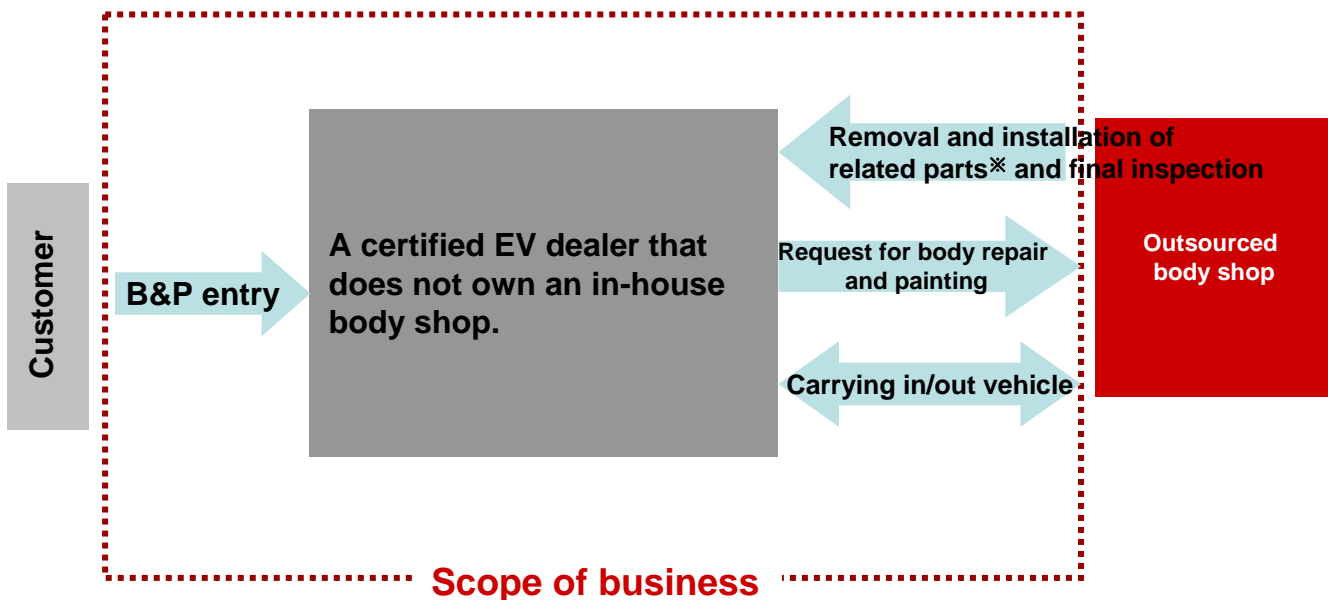 Customer
B&P entry
A certified EV dealer that
does not own an in-house
body shop.
Removal and installation of
related parts※ and final inspection
Request for body repair
and painting
Carrying in/out vehicle
Outsourced
body shop
Scope of business